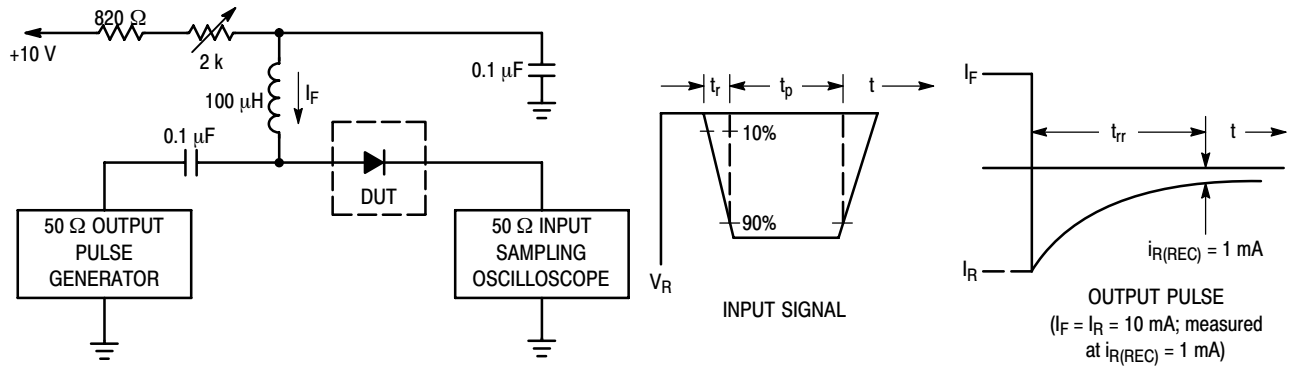 820 Ω
+10 V
2 k
100 μH
I_F
0.1 μF
0.1 μF
DUT
50 Ω OUTPUT
PULSE
GENERATOR
50 Ω INPUT
SAMPLING
OSCILLOSCOPE
t_r
t_p
t
10%
90%
V_R
INPUT SIGNAL
I_F
t_rr
t
I_R
i_R(REC) = 1 mA
OUTPUT PULSE
(I_F = I_R = 10 mA; measured
at i_R(REC) = 1 mA)